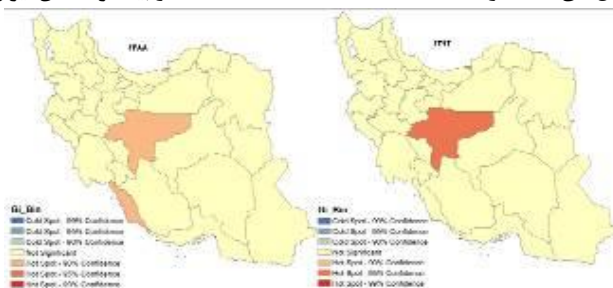 Gi_Bin
Cold Spot - 99% Confidence
Cold Spot - 95% Confidence
Cold Spot - 90% Confidence
Not Significant
Hot Spot - 90% Confidence
Hot Spot - 95% Confidence
Hot Spot - 99% Confidence
Gi_Bin
Cold Spot - 99% Confidence
Cold Spot - 95% Confidence
Cold Spot - 90% Confidence
Not Significant
Hot Spot - 90% Confidence
Hot Spot - 95% Confidence
Hot Spot - 99% Confidence